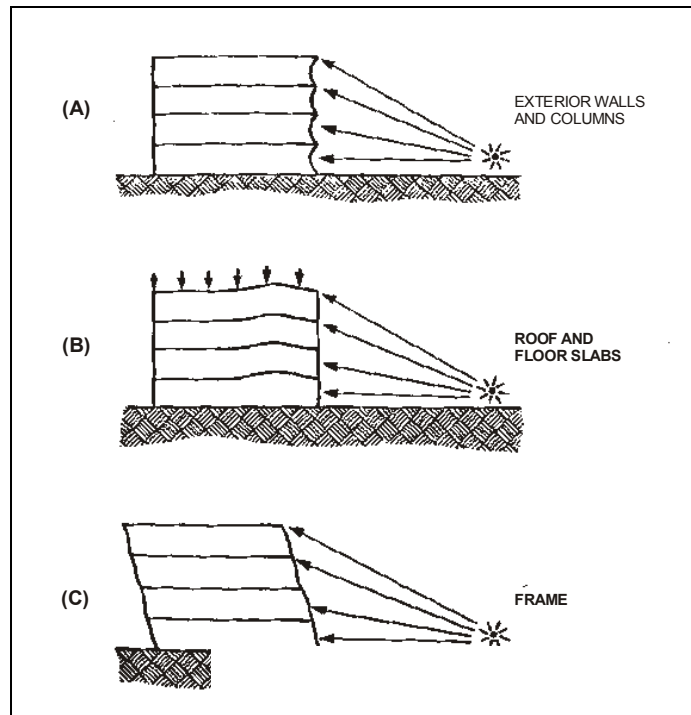 (A)
EXTERIOR WALLS
AND COLUMNS
(B)
ROOF AND
FLOOR SLABS
(C)
FRAME